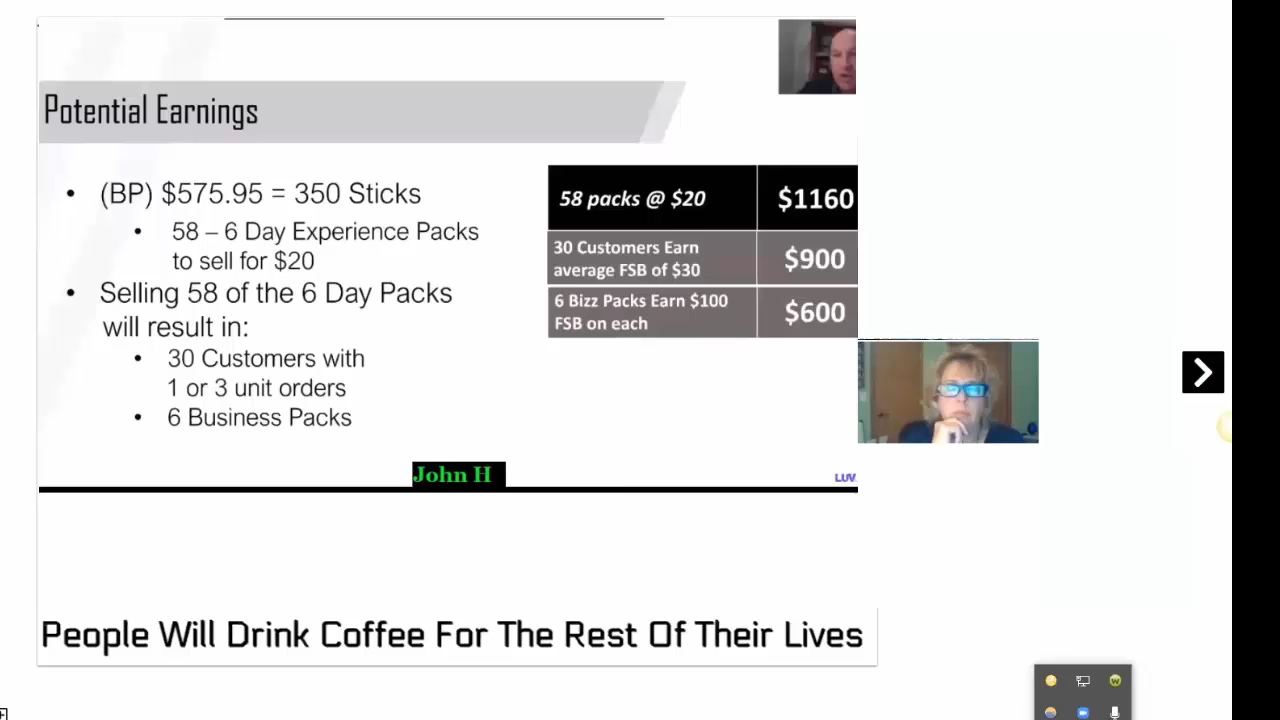 Potential Earnings
• (BP) $575.95 = 350 Sticks
• 58 – 6 Day Experience Packs
to sell for $20
• Selling 58 of the 6 Day Packs
will result in:
• 30 Customers with
1 or 3 unit orders
• 6 Business Packs
58 packs @ $20 $1160
30 Customers Earn
average FSB of $30 $900
6 Bizz Packs Earn $100
FSB on each $600
John H
LUV
People Will Drink Coffee For The Rest Of Their Lives